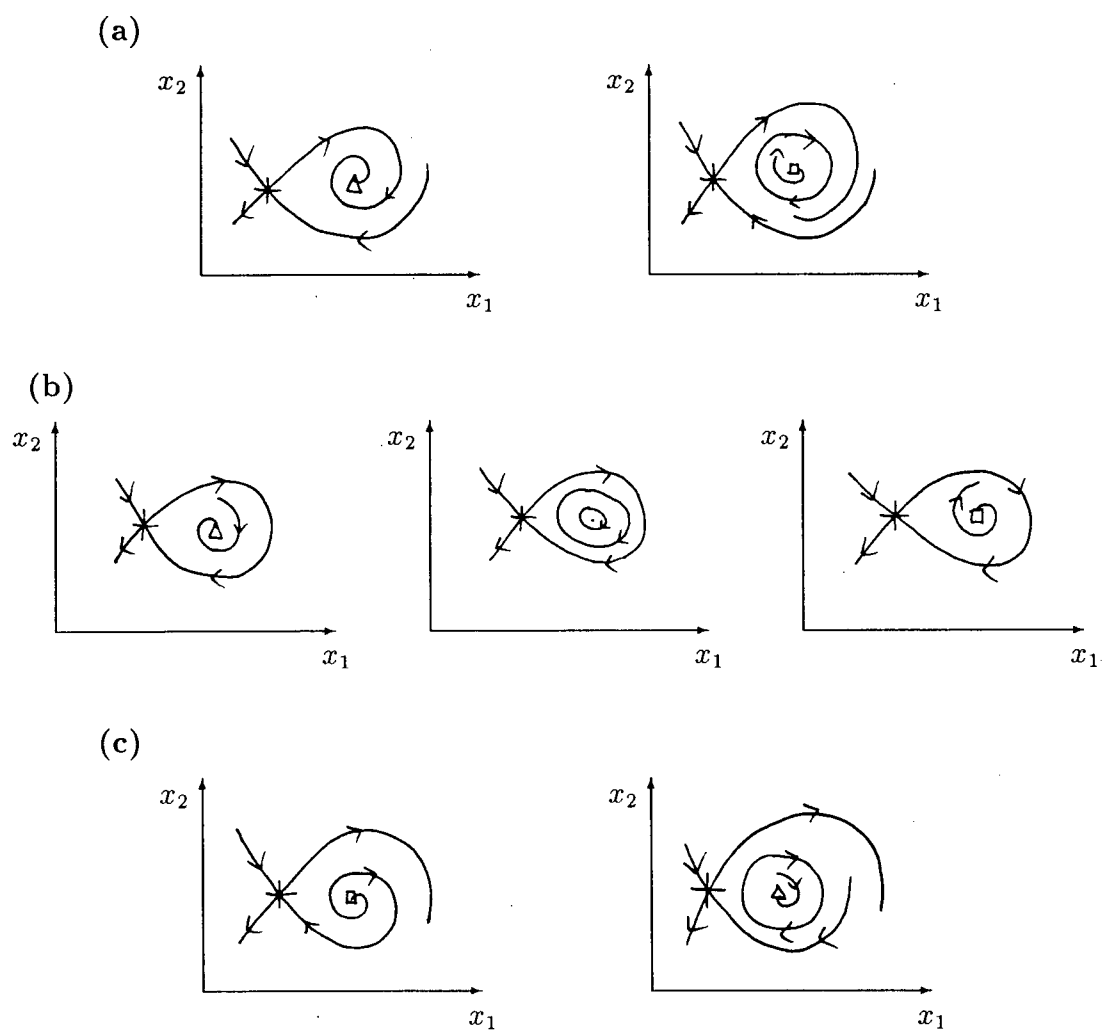 (a)
x₂ x₂
x₁ x₁
(b)
x₂ x₂ x₂
x₁ x₁ x₁
(c)
x₂ x₂
x₁ x₁